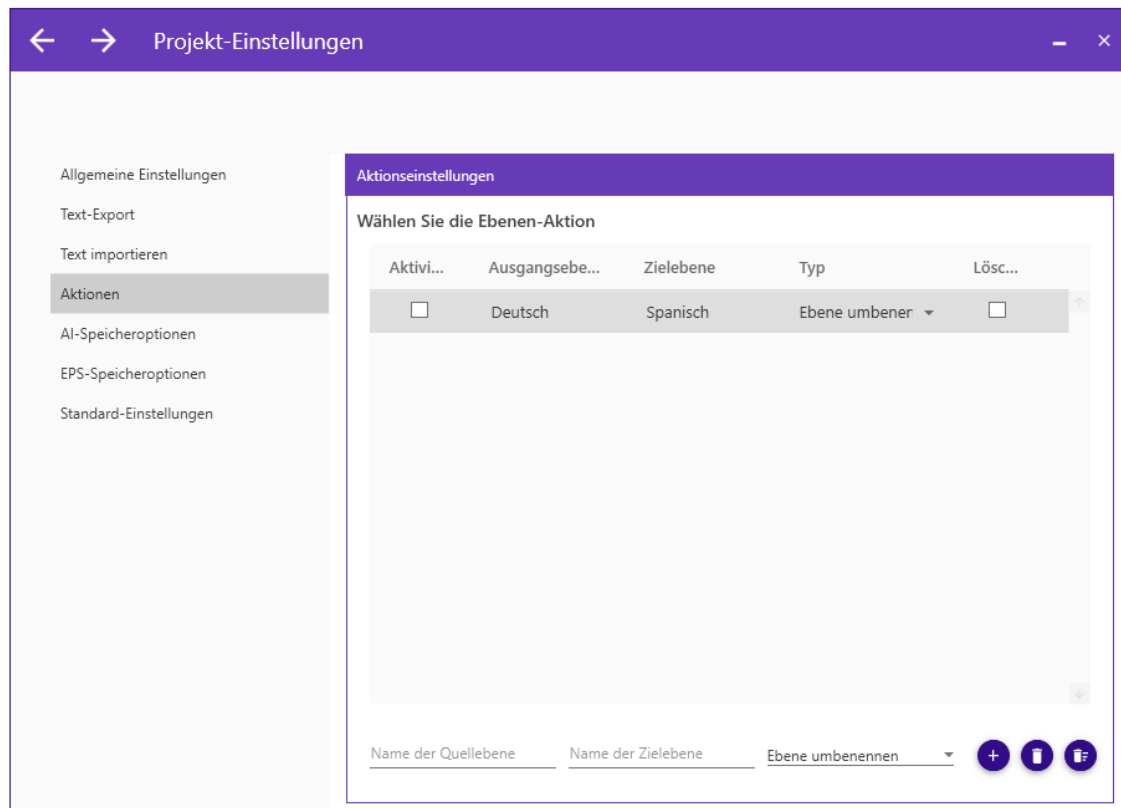 Projekt-Einstellungen
Allgemeine Einstellungen
Text-Export
Text importieren
Aktionen
AI-Speicheroptionen
EPS-Speicheroptionen
Standard-Einstellungen
Aktionseinstellungen
Wählen Sie die Ebenen-Aktion
Aktivi... Ausgangsebe... Zielebene Typ Lösc...
Deutsch Spanisch Ebene umbener
Name der Quellebene Name der Zielebene Ebene umbenennen